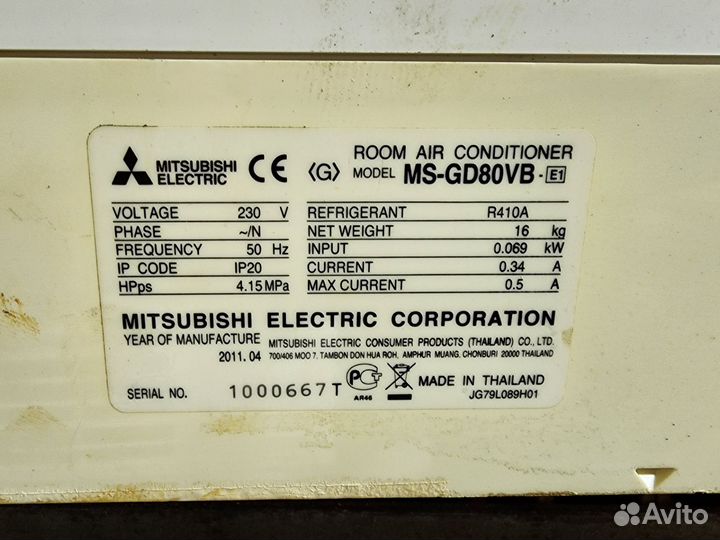 MITSUBISHI ELECTRIC
CE
〈G〉
ROOM AIR CONDITIONER
MODEL MS-GD80VB - E1
VOLTAGE 230 V
PHASE ~/N
FREQUENCY 50 Hz
IP CODE IP20
HPps 4.15 MPa
REFRIGERANT R410A
NET WEIGHT 16 kg
INPUT 0.069 kW
CURRENT 0.34 A
MAX CURRENT 0.5 A
MITSUBISHI ELECTRIC CORPORATION
YEAR OF MANUFACTURE
2011.04
MITSUBISHI ELECTRIC CONSUMER PRODUCTS (THAILAND) CO., LTD.
700/406 MOO 7, TAMBON DON HUA ROH, AMPHUR MUANG, CHONBURI 20000 THAILAND
SERIAL NO. 1000667T
AR46
MADE IN THAILAND
JG79L089H01
Avito